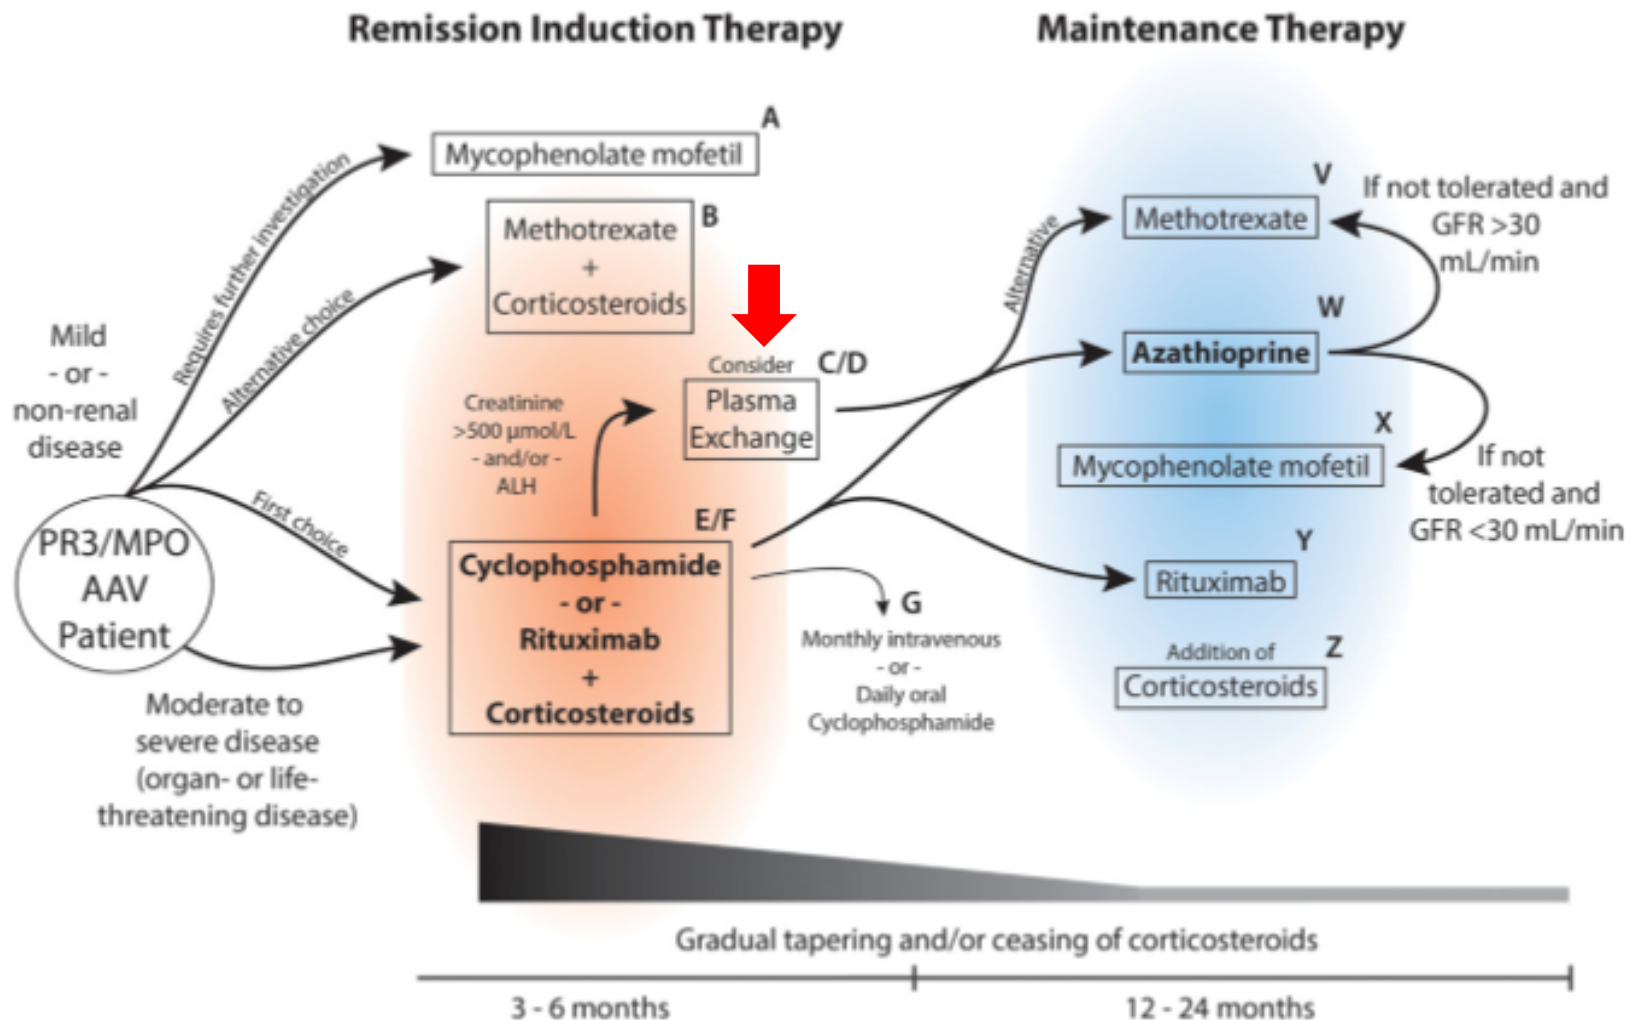 Remission Induction Therapy
Maintenance Therapy
A
Mycophenolate mofetil
Requires further investigation
B
Methotrexate
+
Corticosteroids
Alternative choice
Mild
- or -
non-renal
disease
First choice
PR3/MPO
AAV
Patient
Moderate to
severe disease
(organ- or life-
threatening disease)
Consider
C/D
Plasma
Exchange
Creatinine
>500 μmol/L
- and/or -
ALH
E/F
Cyclophosphamide
- or -
Rituximab
+
Corticosteroids
G
Monthly intravenous
- or -
Daily oral
Cyclophosphamide
Alternative
V
Methotrexate
If not tolerated and
GFR >30
mL/min
W
Azathioprine
X
Mycophenolate mofetil
If not
tolerated and
GFR <30 mL/min
Y
Rituximab
Addition of
Z
Corticosteroids
Gradual tapering and/or ceasing of corticosteroids
3 - 6 months
12 - 24 months